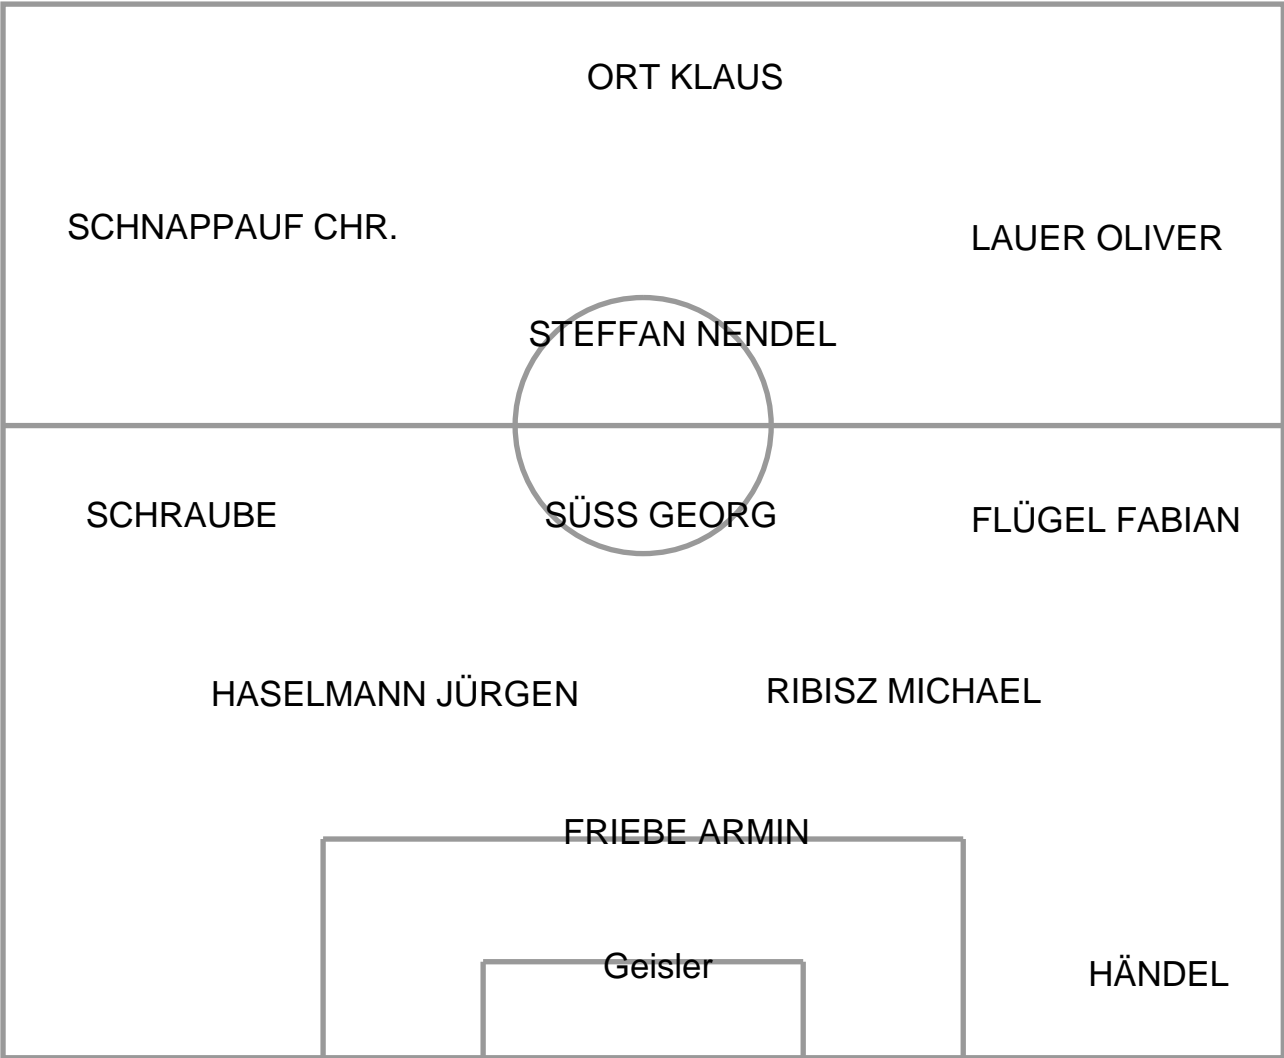 ORT KLAUS
SCHNAPPAUF CHR.
LAUER OLIVER
STEFFAN NENDEL
SCHRAUBE
SÜSS GEORG
FLÜGEL FABIAN
HASELMANN JÜRGEN
RIBISZ MICHAEL
FRIEBE ARMIN
Geisler
HÄNDEL